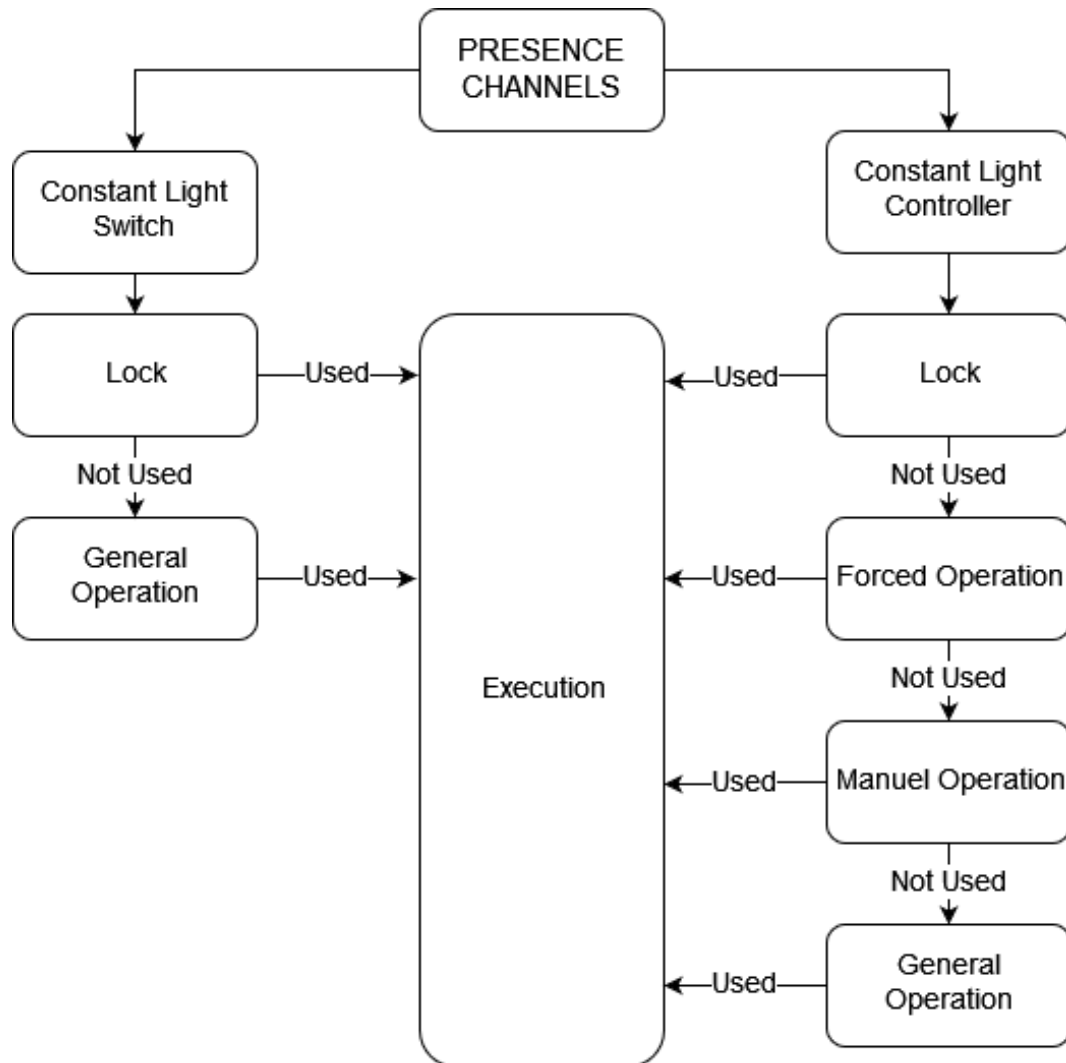 PRESENCE
CHANNELS
Constant Light
Switch
Constant Light
Controller
Lock
Used
Used
Lock
Not Used
Not Used
General
Operation
Used
Used
Forced Operation
Not Used
Execution
Used
Manuel Operation
Not Used
Used
General
Operation